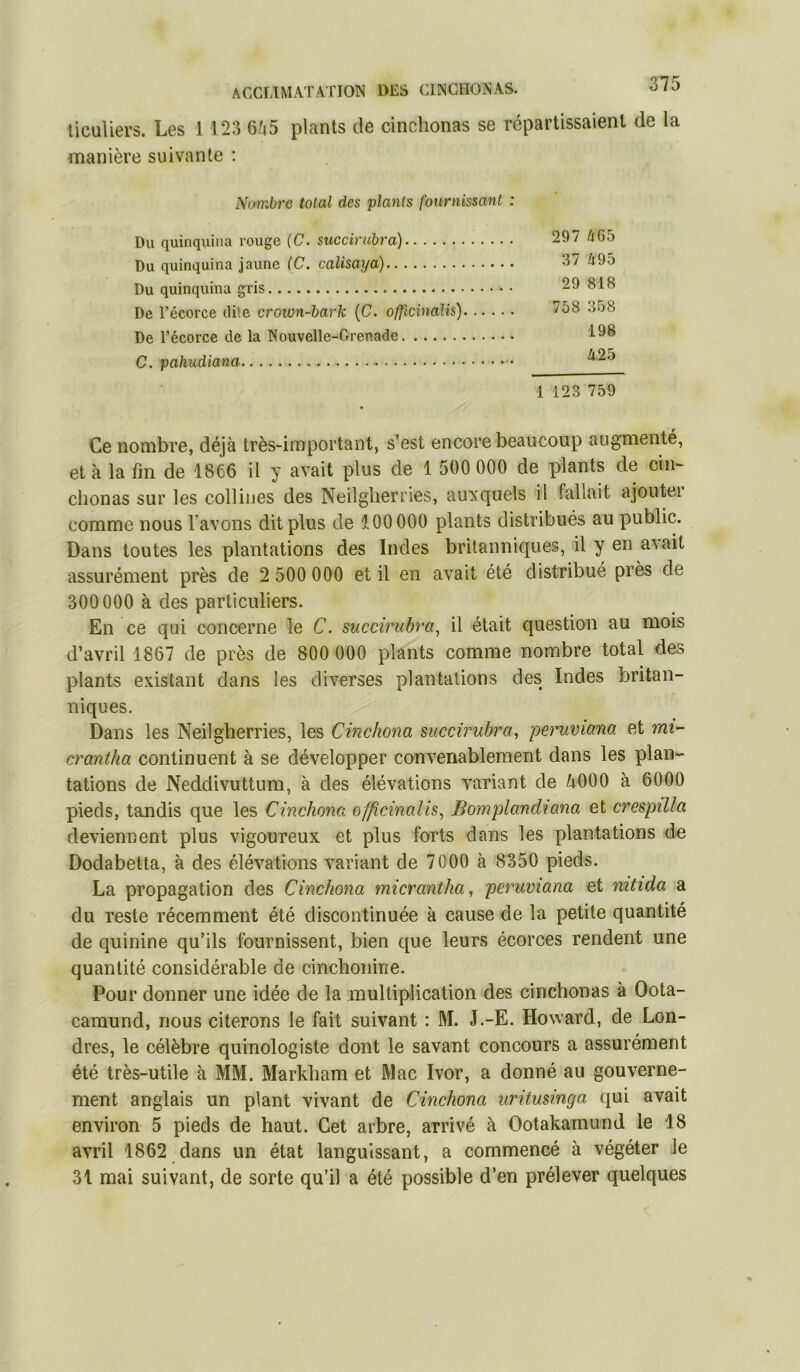 ACCLIMATATION DES CINCHONAS. 375
ticuliers. Les 1 123 645 plants de cinchonas se répartissaient de la
manière suivante :
Nombre total des plants fournissant :
Du quinquina rouge (C. succirubra)............ 297 465
Du quinquina jaune (C. calisaya).............. 37 495
Du quinquina gris........................... 29 818
De l'écorce dite crown-bark (C. officinalis)...... 758 358
De l'écorce de la Nouvelle-Grenade............ 198
C. pahudiana.............................. 425
1 123 759
Ce nombre, déjà très-important, s'est encore beaucoup augmenté,
et à la fin de 1866 il y avait plus de 1 500 000 de plants de cin-
chonas sur les collines des Neilgherries, auxquels il fallait ajouter
comme nous l'avons dit plus de 100 000 plants distribués au public.
Dans toutes les plantations des Indes britanniques, il y en avait
assurément près de 2 500 000 et il en avait été distribué près de
300 000 à des particuliers.
En ce qui concerne le C. succirubra, il était question au mois
d'avril 1867 de près de 800 000 plants comme nombre total des
plants existant dans les diverses plantations des Indes britan-
niques.
Dans les Neilgherries, les Cinchona succirubra, peruviana et mi-
crantha continuent à se développer convenablement dans les plan-
tations de Neddivuttum, à des élévations variant de 4000 à 6000
pieds, tandis que les Cinchona officinalis, Bomplandiana et crespilla
deviennent plus vigoureux et plus forts dans les plantations de
Dodabetta, à des élévations variant de 7000 à 8350 pieds.
La propagation des Cinchona micrantha, peruviana et nitida a
du reste récemment été discontinuée à cause de la petite quantité
de quinine qu'ils fournissent, bien que leurs écorces rendent une
quantité considérable de cinchonine.
Pour donner une idée de la multiplication des cinchonas à Oota-
camund, nous citerons le fait suivant : M. J.-E. Howard, de Lon-
dres, le célèbre quinologiste dont le savant concours a assurément
été très-utile à MM. Markham et Mac Ivor, a donné au gouverne-
ment anglais un plant vivant de Cinchona uritusinga qui avait
environ 5 pieds de haut. Cet arbre, arrivé à Ootakamund le 18
avril 1862 dans un état languissant, a commencé à végéter le
31 mai suivant, de sorte qu'il a été possible d'en prélever quelques